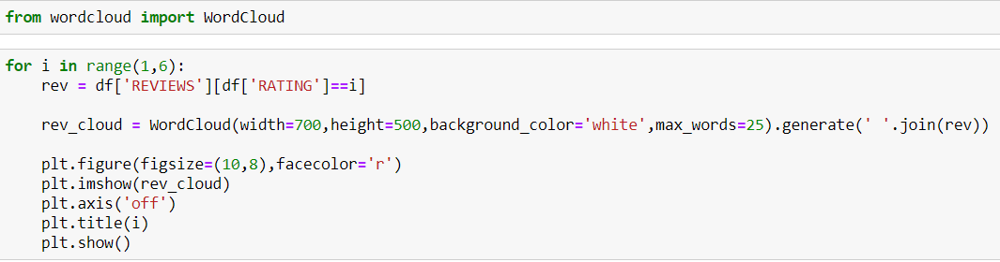 from wordcloud import WordCloud
for i in range(1,6):
    rev = df['REVIEWS'][df['RATING']==i]
    rev_cloud = WordCloud(width=700,height=500,background_color='white',max_words=25).generate(' '.join(rev))
    plt.figure(figsize=(10,8),facecolor='r')
    plt.imshow(rev_cloud)
    plt.axis('off')
    plt.title(i)
    plt.show()